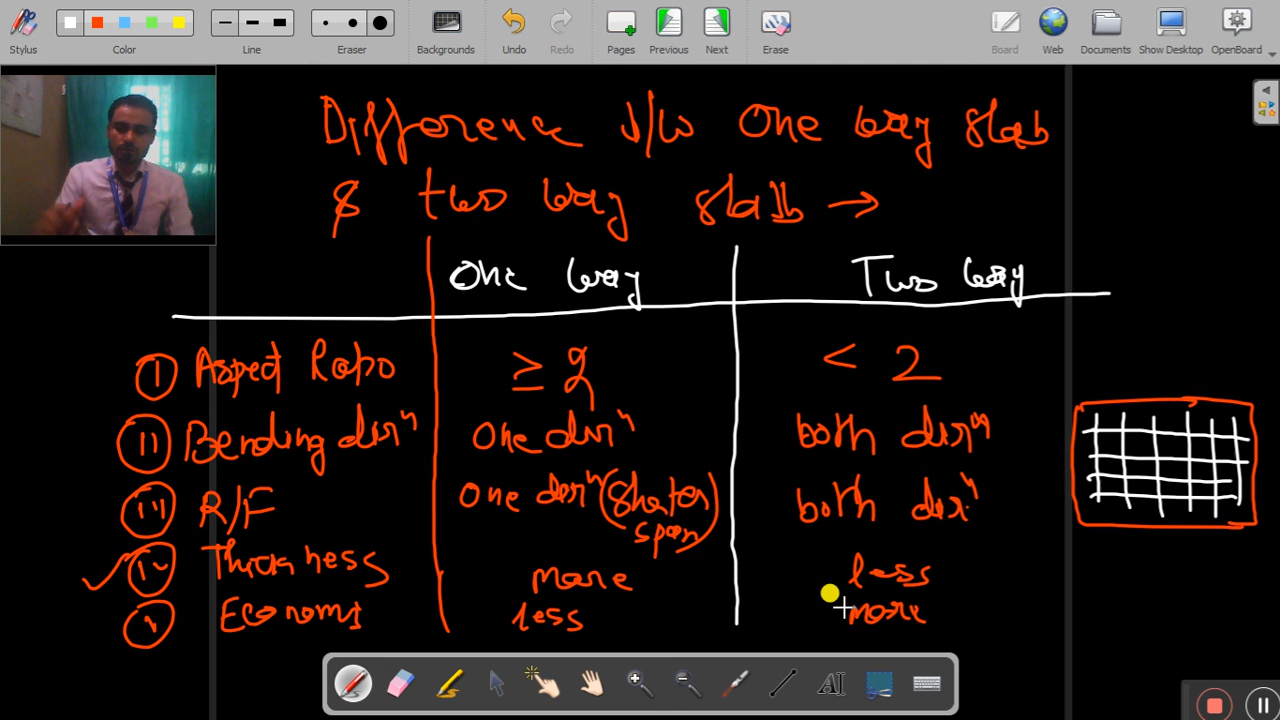 Stylus Color Line Eraser Backgrounds Undo Redo Pages Previous Next Erase Board Web Documents Show Desktop OpenBoard
Difference b/w One way slab
& two way slab →
One way Two way
① Aspect Ratio ≥ 2 < 2
(ii) Bending dirⁿ One dirⁿ both dirⁿ
(iii) R/F One dirⁿ (Shorter span) both dirⁿ
(iv) Thickness more less
(v) Economi less more
AI